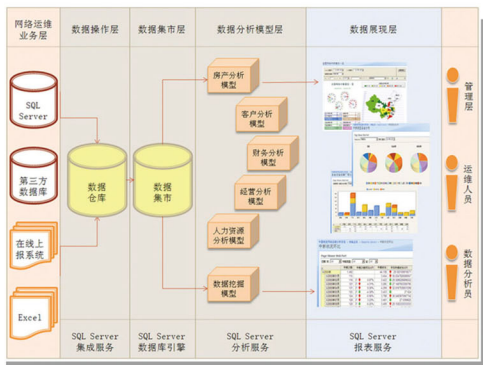 网络运维
业务层
数据操作层
数据集市层
数据分析模型层
数据展现层
SQL
Server
第三方
数据库
在线上
报系统
Excel
数据
仓库
数据
集市
房产分析
模型
客户分析
模型
财务分析
模型
经营分析
模型
人力资源
分析模型
数据挖掘
模型
管理层
运维人员
数据分析员
SQL Server
集成服务
SQL Server
数据库引擎
SQL Server
分析服务
SQL Server
报表服务